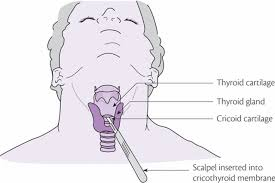 Thyroid cartilage
Thyroid gland
Cricoid cartilage
Scalpel inserted into
cricothyroid membrane